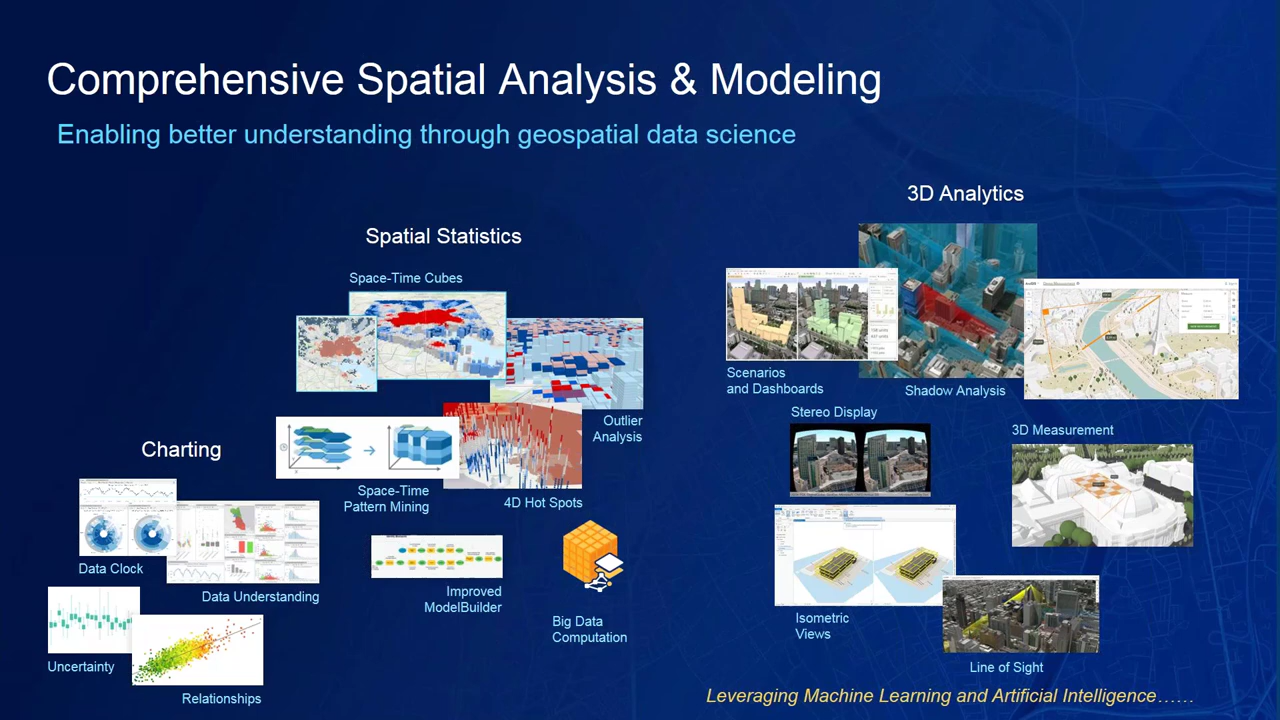 Comprehensive Spatial Analysis & Modeling
Enabling better understanding through geospatial data science
Charting
Data Clock
Data Understanding
Uncertainty
Relationships
Spatial Statistics
Space-Time Cubes
Outlier
Analysis
Space-Time
Pattern Mining
4D Hot Spots
Improved
ModelBuilder
Big Data
Computation
3D Analytics
Scenarios
and Dashboards
Shadow Analysis
Stereo Display
3D Measurement
Isometric
Views
Line of Sight
Leveraging Machine Learning and Artificial Intelligence……